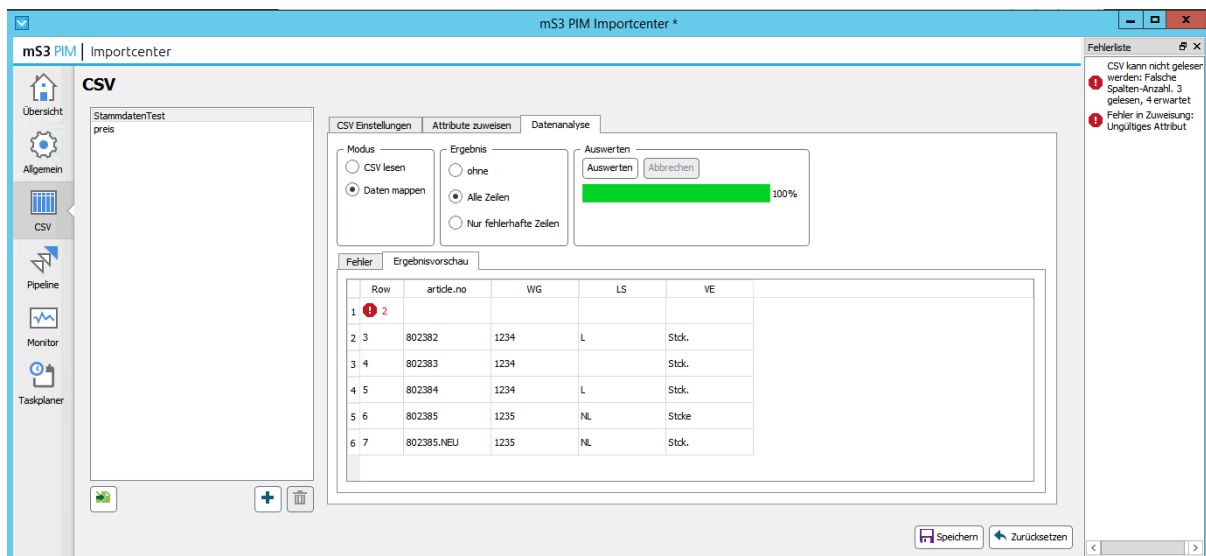 mS3 PIM Importcenter *
mS3 PIM | Importcenter
Übersicht
Allgemein
CSV
Pipeline
Monitor
Taskplaner
CSV
StammdatenTest
preis
CSV Einstellungen Attribute zuweisen Datenanalyse
Modus Ergebnis Auswerten
CSV lesen ohne Auswerten Abbrechen
Daten mappen Alle Zeilen 100%
Nur fehlerhafte Zeilen
Fehler Ergebnisvorschau
Row article.no WG LS VE
1 2
2 3 802382 1234 L Stck.
3 4 802383 1234 Stck.
4 5 802384 1234 L Stck.
5 6 802385 1235 NL Stcke
6 7 802385.NEU 1235 NL Stck.
Speichern Zurücksetzen
Fehlerliste
CSV kann nicht gelesen
werden: Falsche
Spalten-Anzahl. 3
gelesen, 4 erwartet
Fehler in Zuweisung:
Ungültiges Attribut